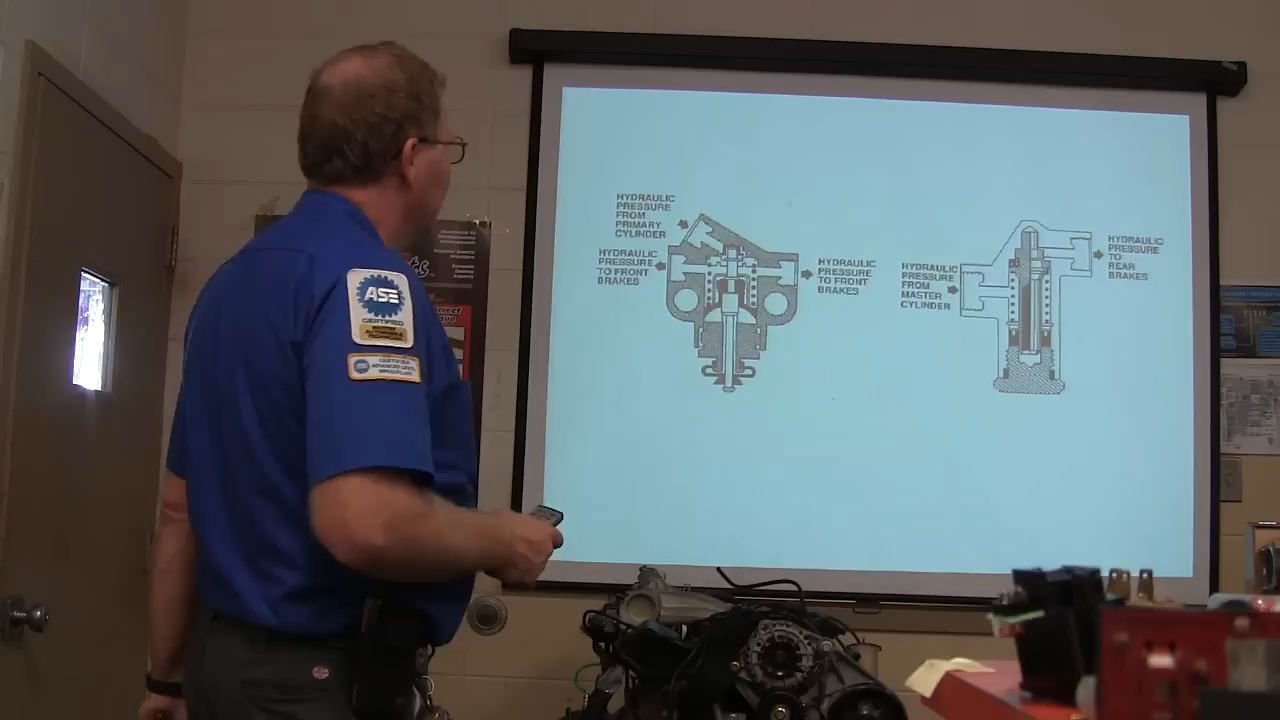 HYDRAULIC
PRESSURE
FROM
PRIMARY
CYLINDER
HYDRAULIC
PRESSURE
TO FRONT
BRAKES
HYDRAULIC
PRESSURE
TO FRONT
BRAKES
HYDRAULIC
PRESSURE
FROM
MASTER
CYLINDER
HYDRAULIC
PRESSURE
TO
REAR
BRAKES
ASE
CERTIFIED